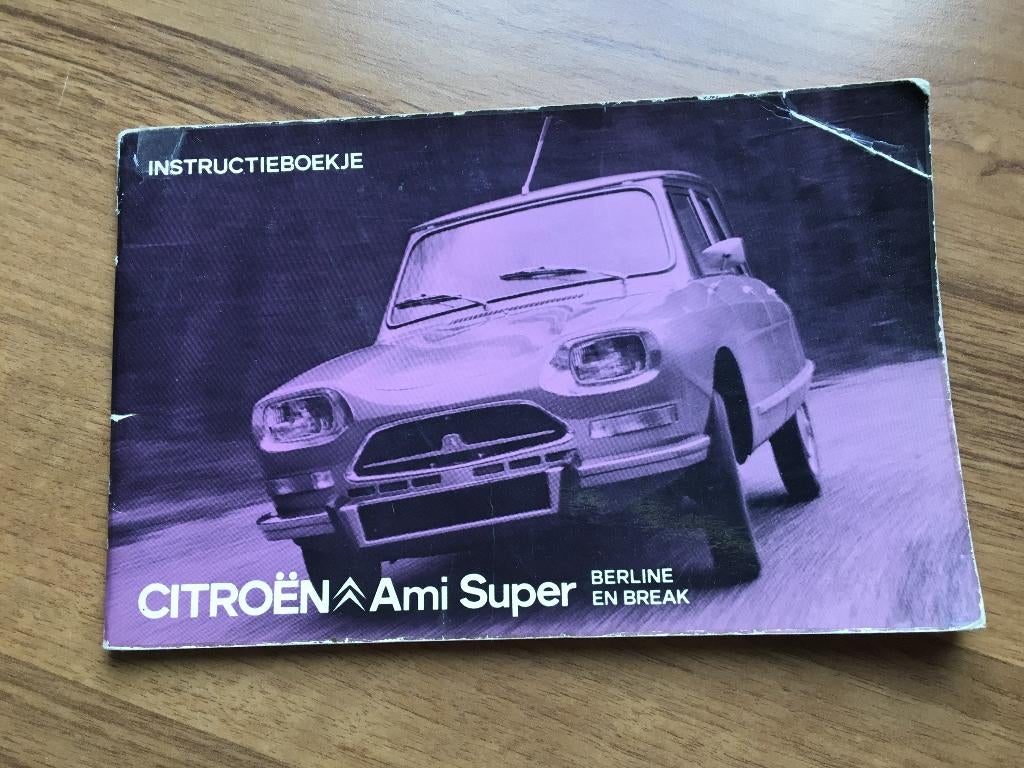 INSTRUCTIEBOEKJE
CITROËN Ami Super
BERLINE
EN BREAK